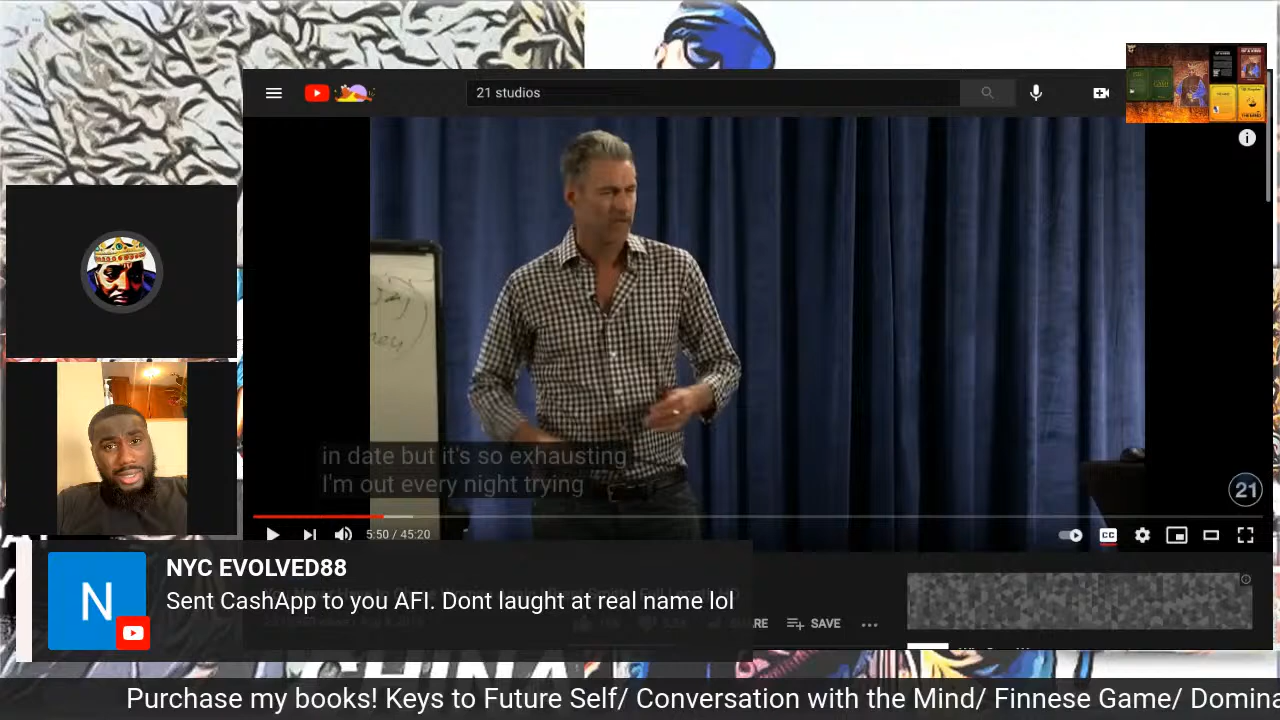 21 studios
in date but it's so exhausting
I'm out every night trying
21
5:50 / 45:20
CC
N
NYC EVOLVED88
Sent CashApp to you AFI. Dont laught at real name lol
SAVE
CHINA
Purchase my books! Keys to Future Self/ Conversation with the Mind/ Finnese Game/ Domina